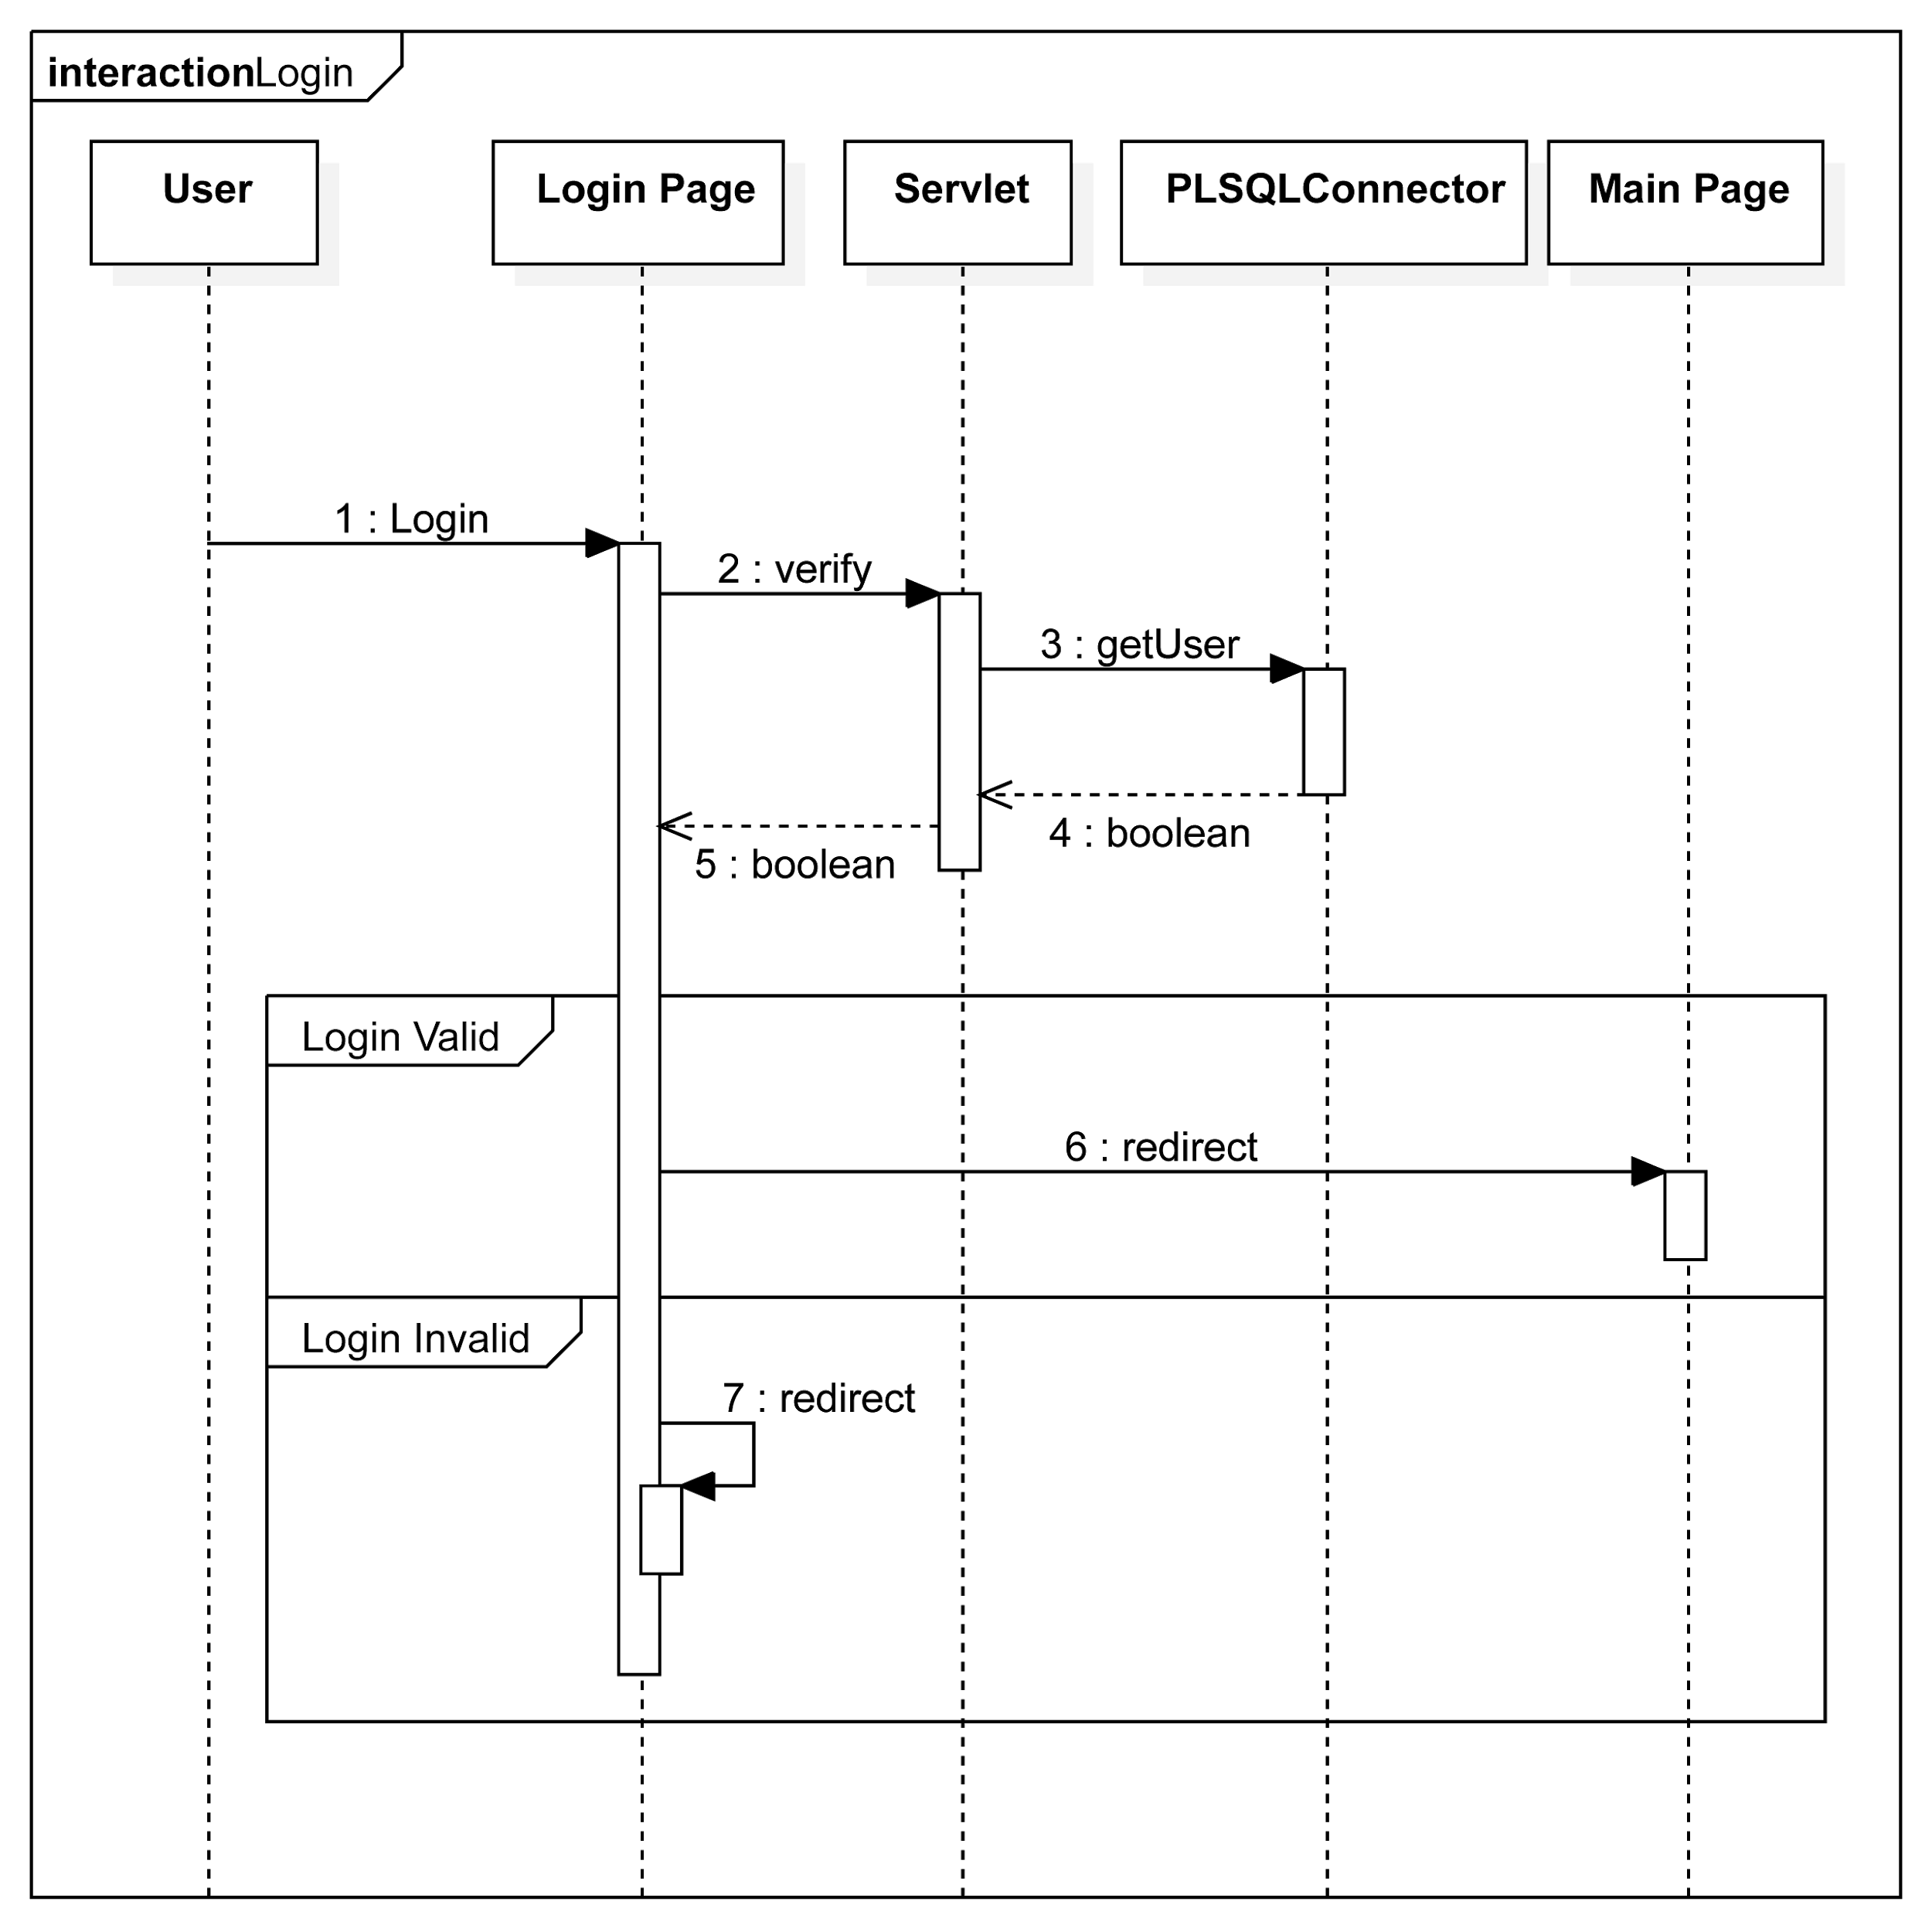 interactionLogin
User
Login Page
Servlet
PLSQLConnector
Main Page
1 : Login
2 : verify
3 : getUser
4 : boolean
5 : boolean
Login Valid
6 : redirect
Login Invalid
7 : redirect